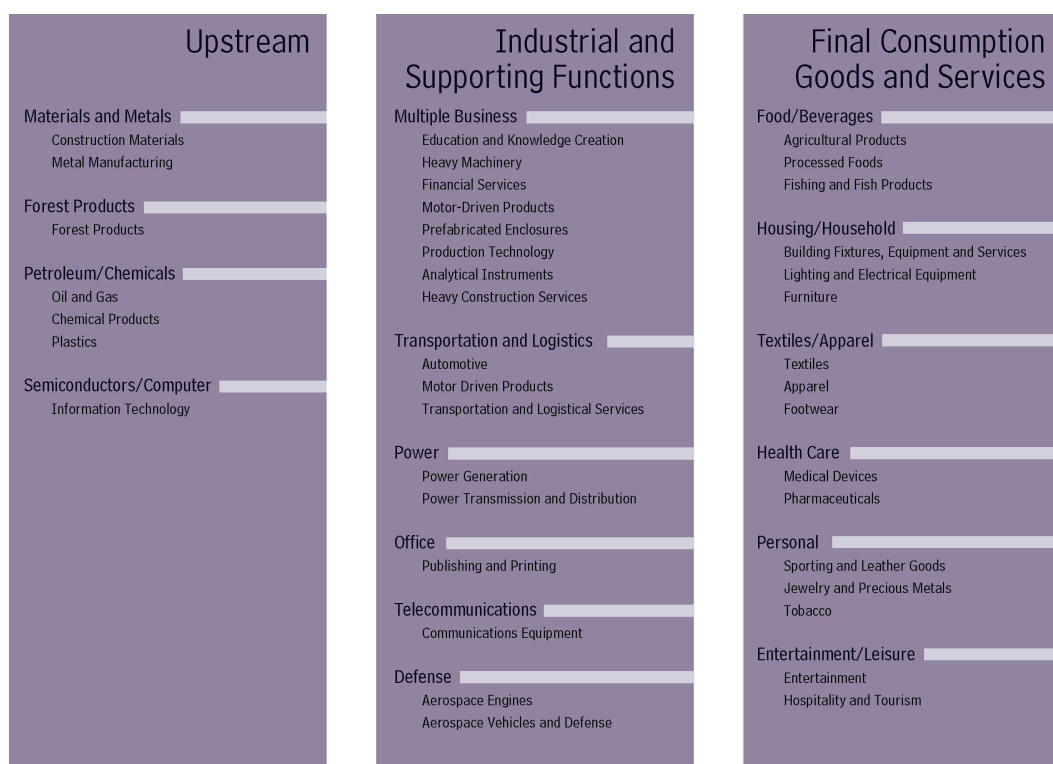 Upstream
Materials and Metals
Construction Materials
Metal Manufacturing
Forest Products
Forest Products
Petroleum/Chemicals
Oil and Gas
Chemical Products
Plastics
Semiconductors/Computer
Information Technology
Industrial and
Supporting Functions
Multiple Business
Education and Knowledge Creation
Heavy Machinery
Financial Services
Motor-Driven Products
Prefabricated Enclosures
Production Technology
Analytical Instruments
Heavy Construction Services
Transportation and Logistics
Automotive
Motor Driven Products
Transportation and Logistical Services
Power
Power Generation
Power Transmission and Distribution
Office
Publishing and Printing
Telecommunications
Communications Equipment
Defense
Aerospace Engines
Aerospace Vehicles and Defense
Final Consumption
Goods and Services
Food/Beverages
Agricultural Products
Processed Foods
Fishing and Fish Products
Housing/Household
Building Fixtures, Equipment and Services
Lighting and Electrical Equipment
Furniture
Textiles/Apparel
Textiles
Apparel
Footwear
Health Care
Medical Devices
Pharmaceuticals
Personal
Sporting and Leather Goods
Jewelry and Precious Metals
Tobacco
Entertainment/Leisure
Entertainment
Hospitality and Tourism